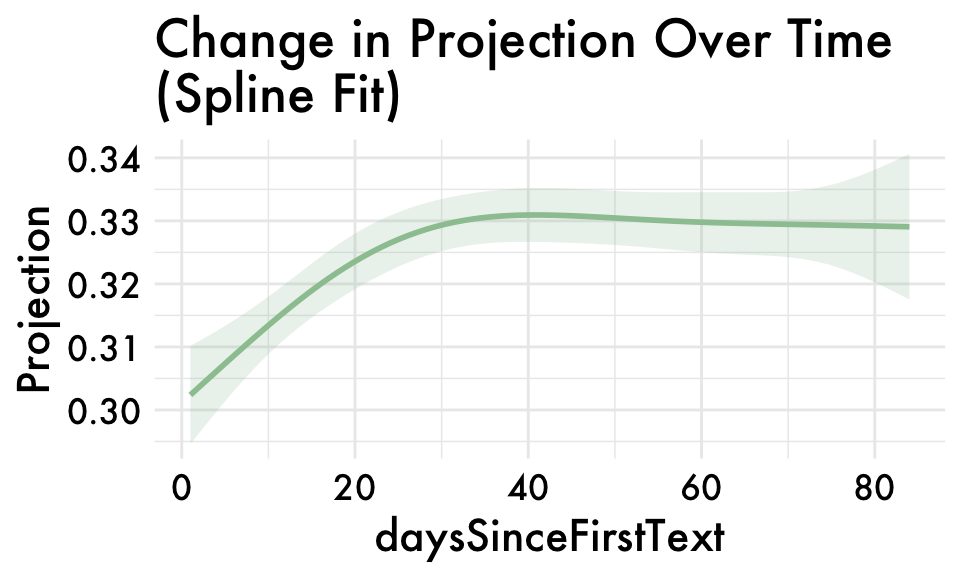 Change in Projection Over Time
(Spline Fit)
0.34
0.33
0.32
0.31
0.30
Projection
0
20
40
60
80
daysSinceFirstText